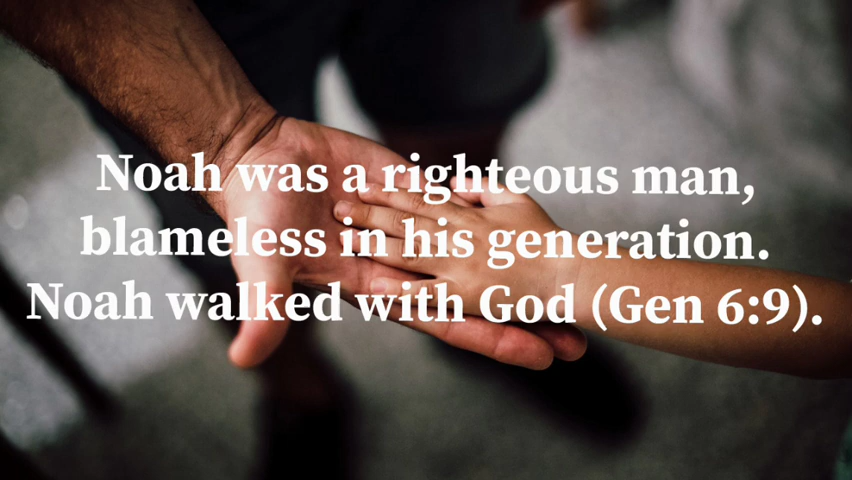 Noah was a righteous man,
blameless in his generation.
Noah walked with God (Gen 6:9).